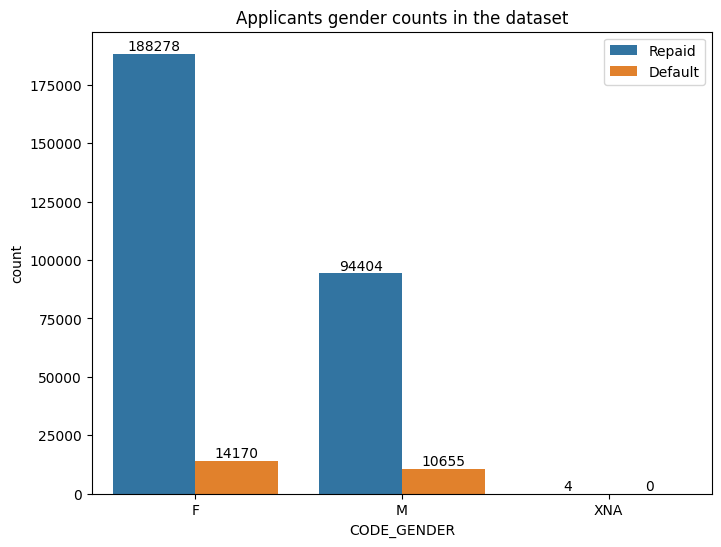 Applicants gender counts in the dataset
188278
Repaid
Default
175000
150000
125000
count
100000
94404
75000
50000
25000
14170
10655
4
0
0
F
M
XNA
CODE_GENDER